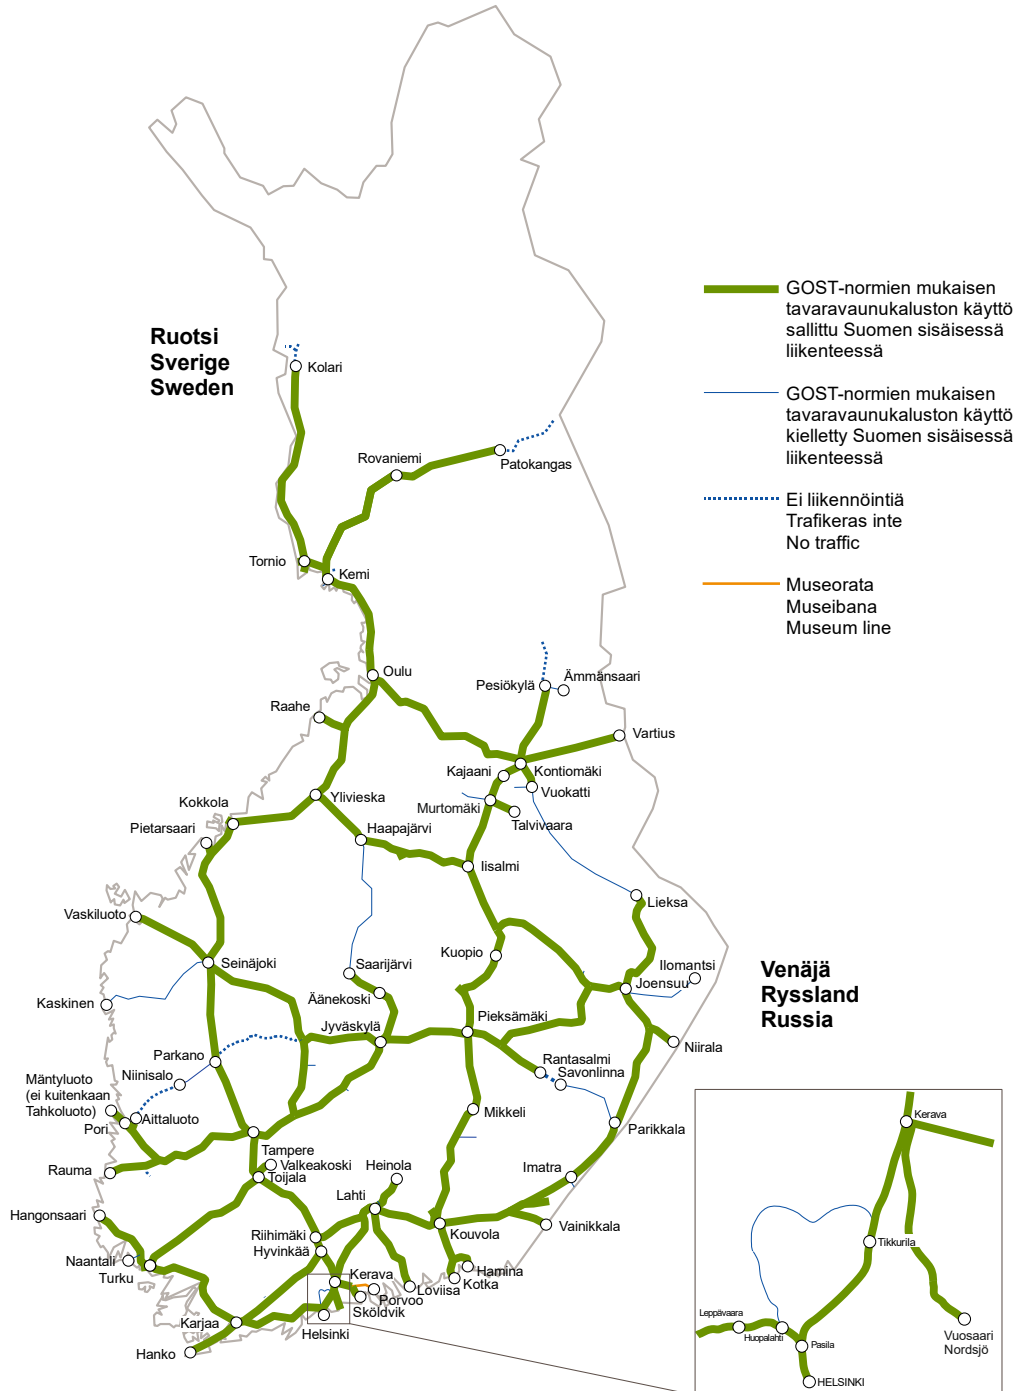 GOST-normien mukaisen
tavaravaunukaluston käyttö
sallittu Suomen sisäisessä
liikenteessä
GOST-normien mukaisen
tavaravaunukaluston käyttö
kielletty Suomen sisäisessä
liikenteessä
Ei liikennöintiä
Trafikeras inte
No traffic
Museorata
Museibana
Museum line
Ruotsi
Sverige
Sweden
Kolari
Rovaniemi
Patokangas
Tornio
Kemi
Oulu
Pesiökylä
Ämmänsaari
Raahe
Vartius
Kajaani
Kontiomäki
Vuokatti
Ylivieska
Murtomäki
Talvivaara
Kokkola
Pietarsaari
Haapajärvi
Iisalmi
Lieksa
Vaskiluoto
Kuopio
Seinäjoki
Saarijärvi
Ilomantsi
Joensuu
Venäjä
Ryssland
Russia
Kaskinen
Äänekoski
Jyväskylä
Pieksämäki
Niirala
Parkano
Rantasalmi
Savonlinna
Niinisalo
Mäntyluoto
(ei kuitenkaan
Tahkoluoto)
Aittaluoto
Pori
Mikkeli
Parikkala
Tampere
Valkeakoski
Toijala
Heinola
Imatra
Rauma
Lahti
Hangonsaari
Riihimäki
Hyvinkää
Kouvola
Vainikkala
Naantali
Turku
Kerava
Hamina
Kotka
Loviisa
Porvoo
Sköldvik
Karjaa
Helsinki
Hanko
Kerava
Tikkurila
Leppävaara
Huopalahti
Pasila
Vuosaari
Nordsjö
HELSINKI